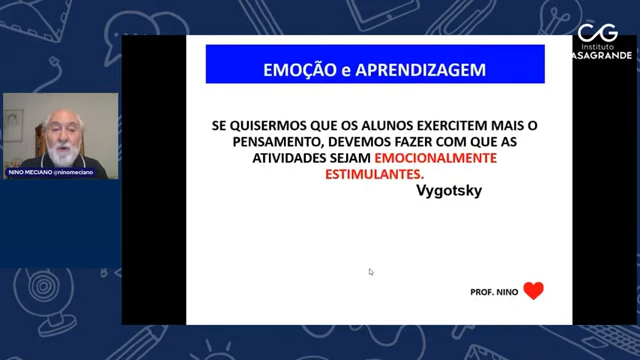 CG
Instituto
ASAGRANDE
EMOÇÃO e APRENDIZAGEM
SE QUISERMOS QUE OS ALUNOS EXERCITEM MAIS O
PENSAMENTO, DEVEMOS FAZER COM QUE AS
ATIVIDADES SEJAM EMOCIONALMENTE
ESTIMULANTES.
Vygotsky
NINO MECIANO @ninomeciano
PROF. NINO